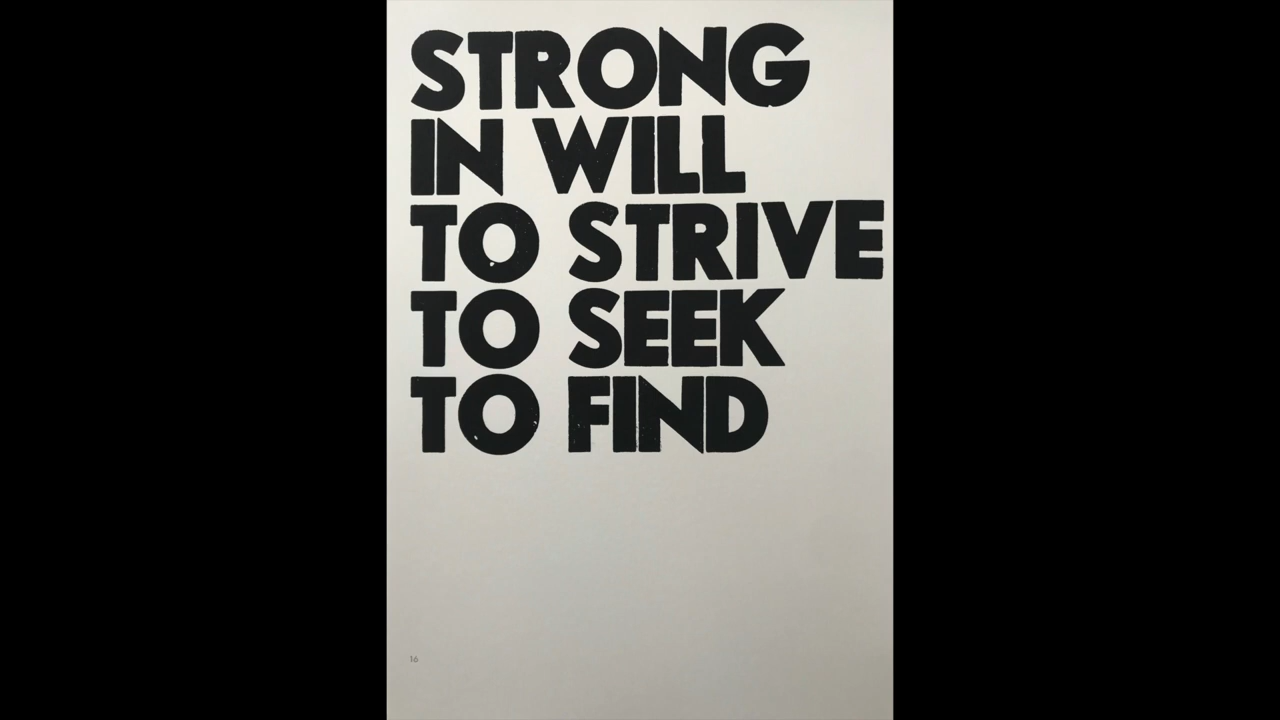 STRONG
IN WILL
TO STRIVE
TO SEEK
TO FIND
16